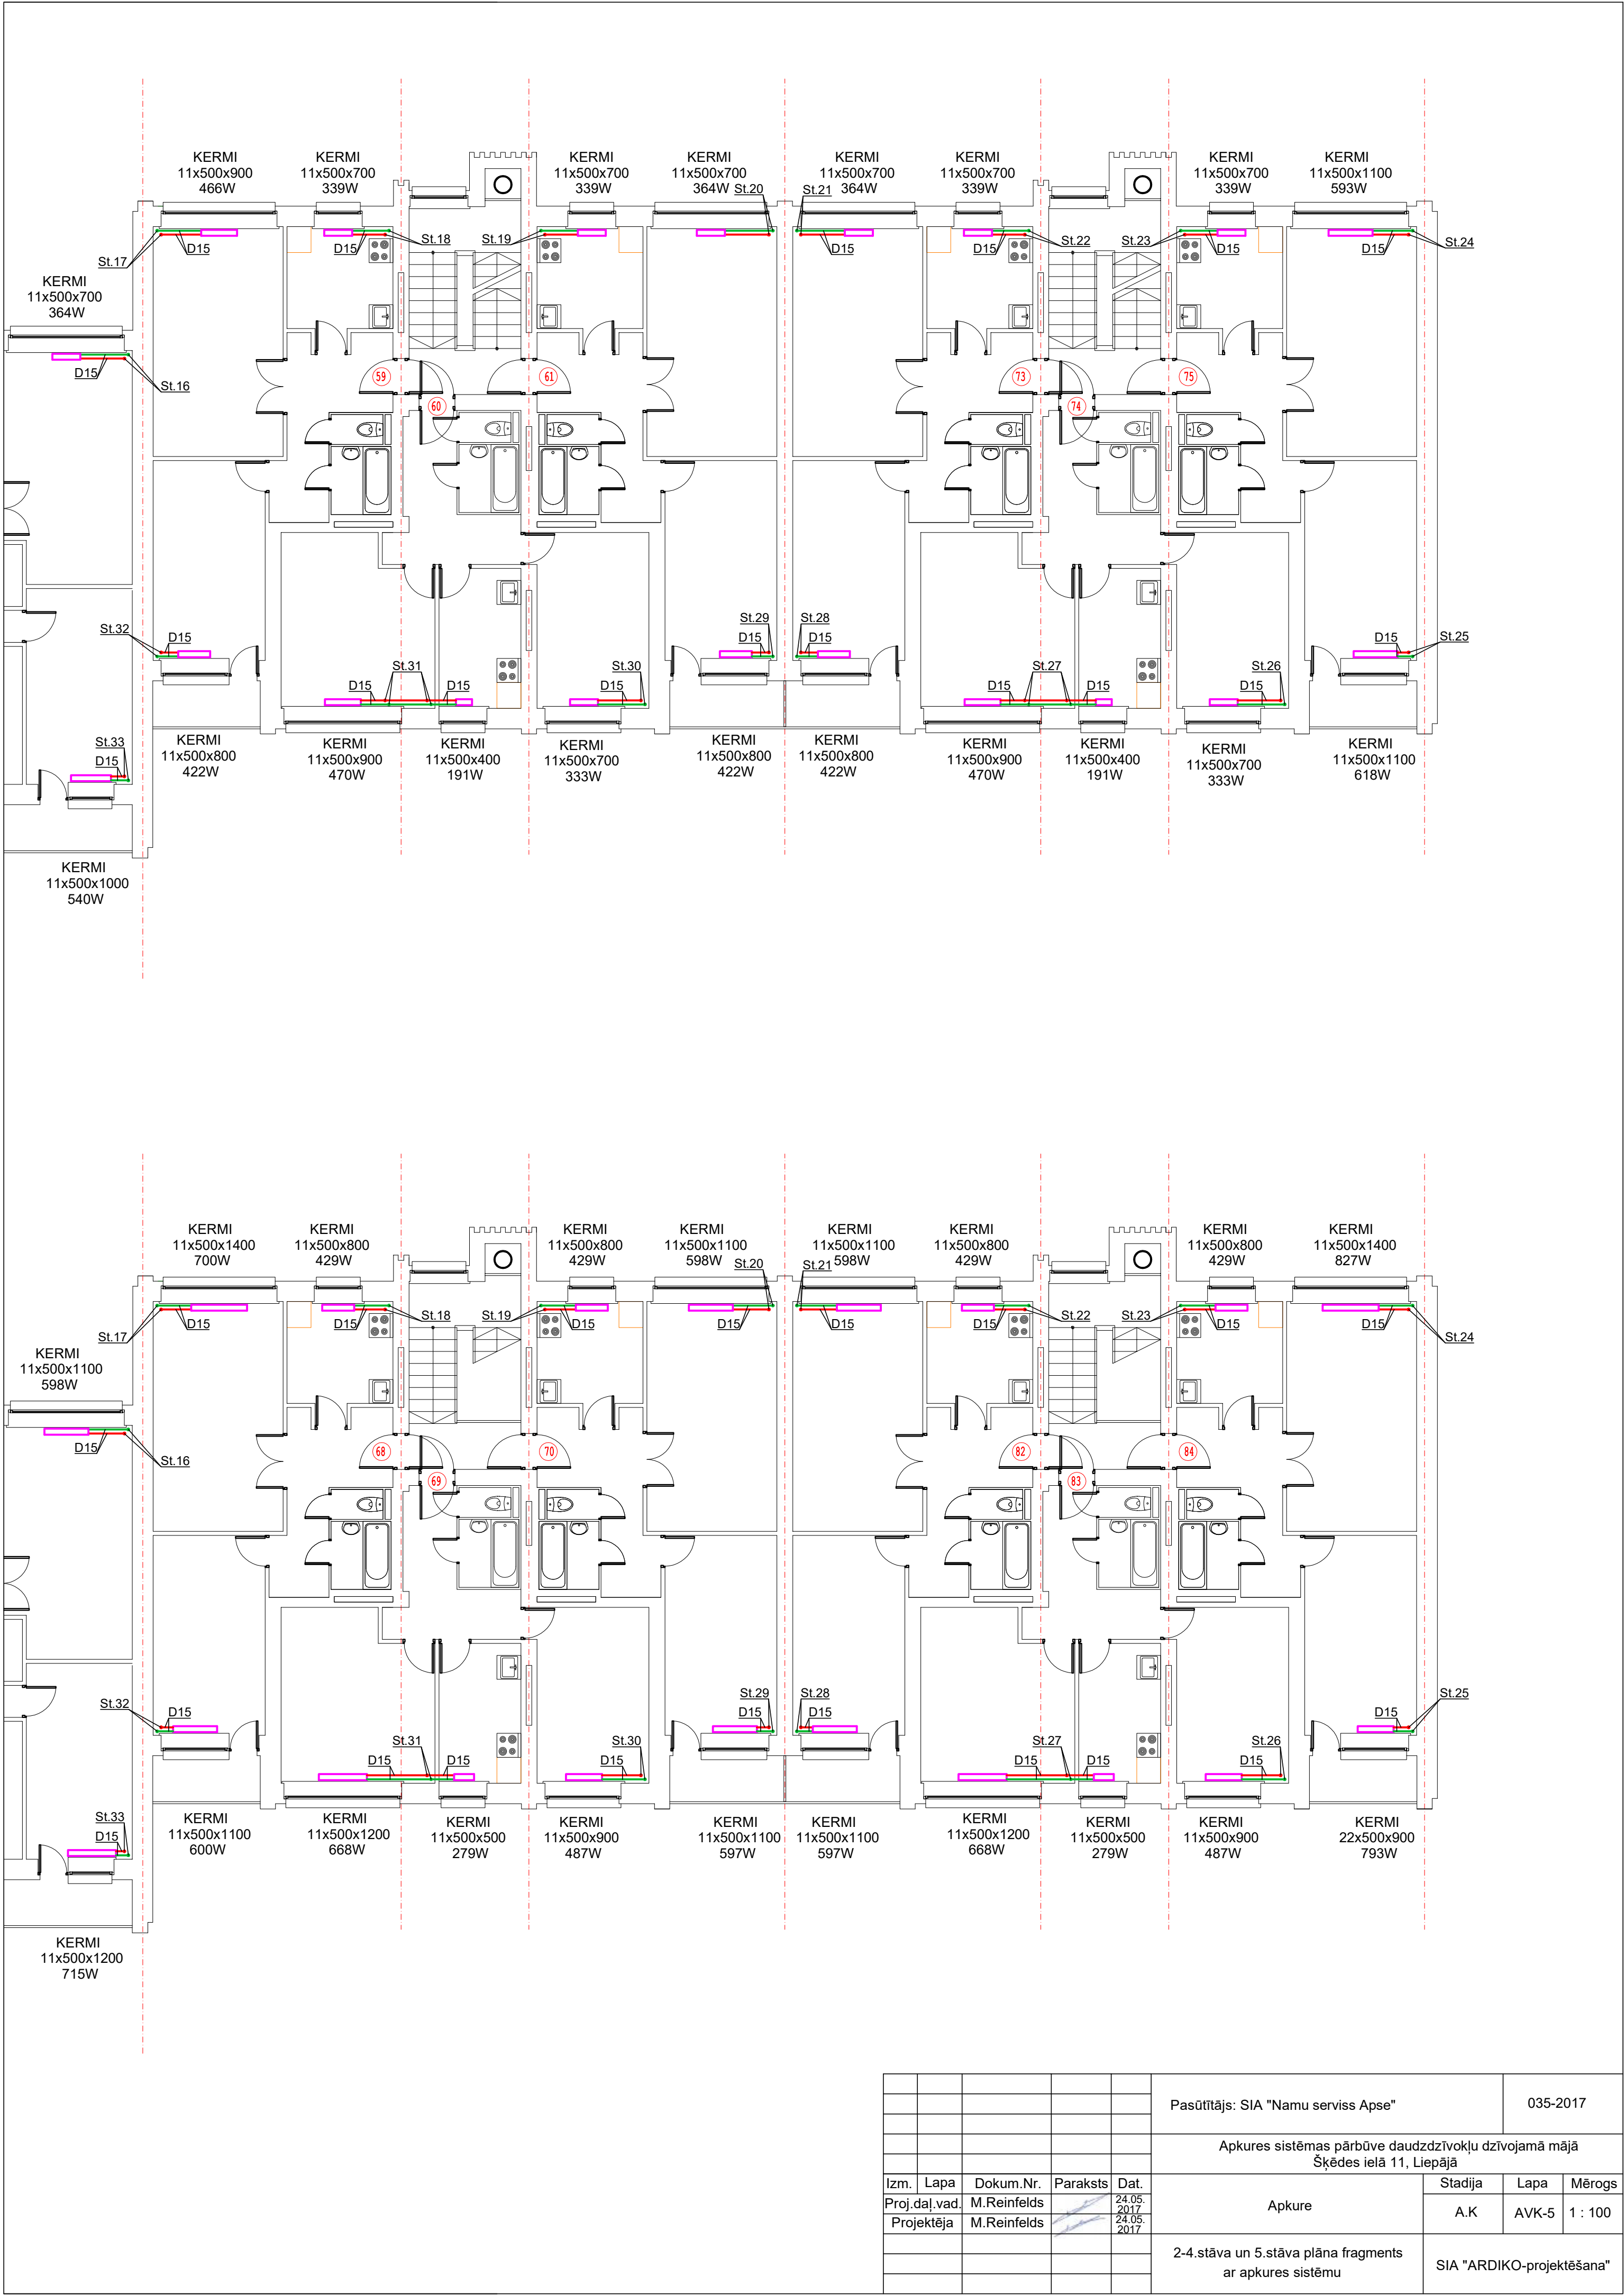 KERMI
11x500x900
466W
KERMI
11x500x700
339W
KERMI
11x500x700
339W
KERMI
11x500x700
364W
St.20
St.21
KERMI
11x500x700
364W
KERMI
11x500x700
339W
KERMI
11x500x700
339W
KERMI
11x500x1100
593W
St.17
D15
D15
St.18
St.19
D15
D15
D15
St.22
St.23
D15
D15
St.24
KERMI
11x500x700
364W
D15
St.16
59
60
61
73
74
75
St.32
D15
St.31
D15
D15
St.30
D15
St.29
D15
St.28
D15
St.27
D15
D15
St.26
D15
D15
St.25
St.33
D15
KERMI
11x500x800
422W
KERMI
11x500x900
470W
KERMI
11x500x400
191W
KERMI
11x500x700
333W
KERMI
11x500x800
422W
KERMI
11x500x800
422W
KERMI
11x500x900
470W
KERMI
11x500x400
191W
KERMI
11x500x700
333W
KERMI
11x500x1100
618W
KERMI
11x500x1000
540W
KERMI
11x500x1400
700W
KERMI
11x500x800
429W
KERMI
11x500x800
429W
KERMI
11x500x1100
598W
St.20
St.21
KERMI
11x500x1100
598W
KERMI
11x500x800
429W
KERMI
11x500x800
429W
KERMI
11x500x1400
827W
St.17
D15
D15
St.18
St.19
D15
D15
D15
D15
St.22
St.23
D15
D15
St.24
KERMI
11x500x1100
598W
D15
St.16
68
69
70
82
83
84
St.32
D15
St.31
D15
D15
St.30
D15
St.29
D15
St.28
D15
St.27
D15
D15
St.26
D15
D15
St.25
St.33
D15
KERMI
11x500x1100
600W
KERMI
11x500x1200
668W
KERMI
11x500x500
279W
KERMI
11x500x900
487W
KERMI
11x500x1100
597W
KERMI
11x500x1100
597W
KERMI
11x500x1200
668W
KERMI
11x500x500
279W
KERMI
11x500x900
487W
KERMI
22x500x900
793W
KERMI
11x500x1200
715W
Pasūtītājs: SIA "Namu serviss Apse"
035-2017
Apkures sistēmas pārbūve daudzdzīvokļu dzīvojamā mājā
Šķēdes ielā 11, Liepājā
Izm. Lapa Dokum.Nr. Paraksts Dat.
Proj.daļ.vad. M.Reinfelds 24.05.
2017
Projektēja M.Reinfelds 24.05.
2017
Apkure
Stadija Lapa Mērogs
A.K AVK-5 1 : 100
2-4.stāva un 5.stāva plāna fragments
ar apkures sistēmu
SIA "ARDIKO-projektēšana"